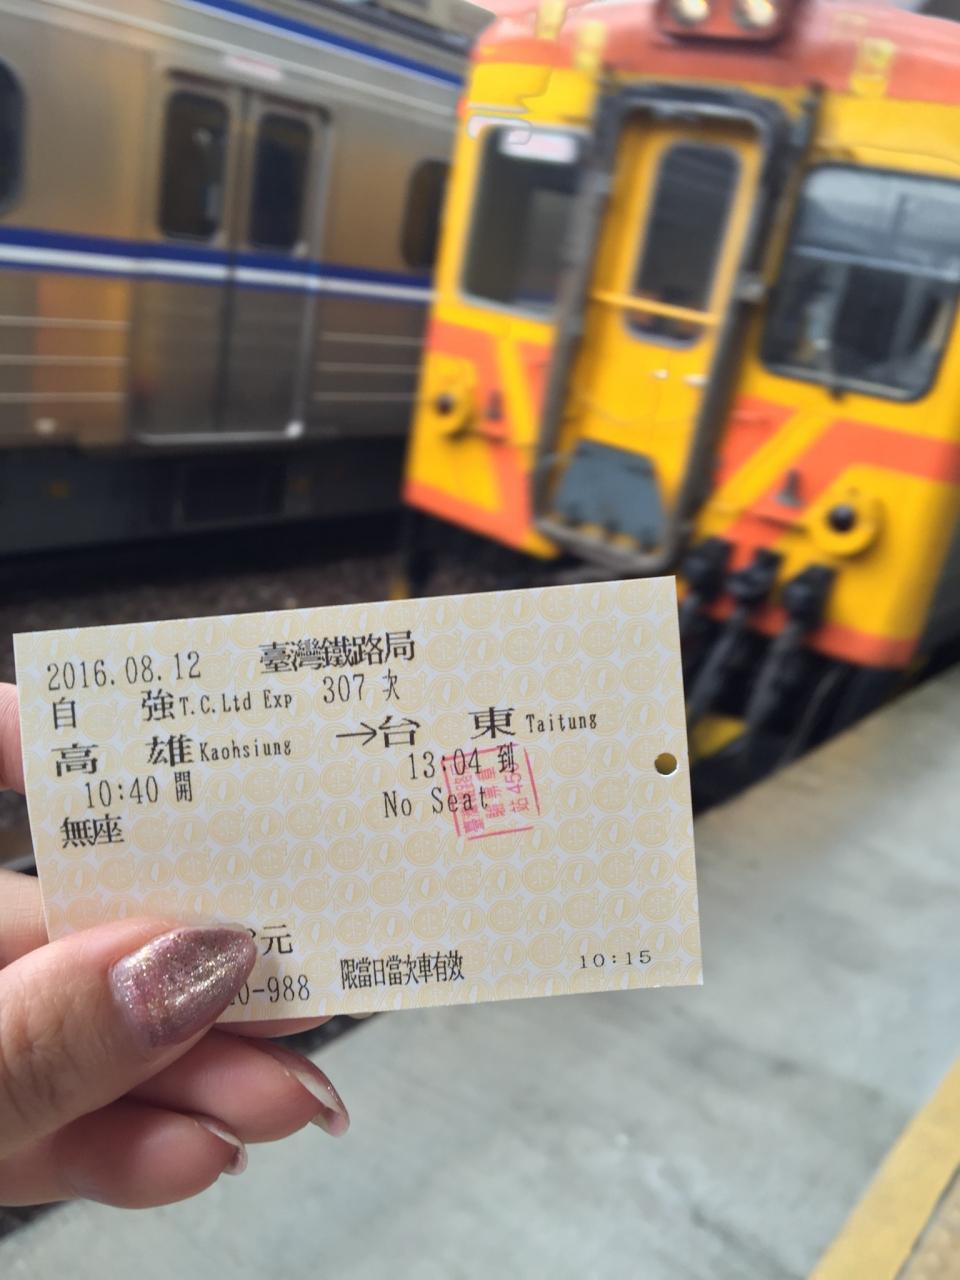 2016.08.12 臺灣鐵路局
自 強 T.C.Ltd Exp 307 次
高 雄 Kaohsiung → 台 東 Taitung
10:40 開 13:04 到
無座 No Seat
元
0-988 限當日當次車有效 10:15